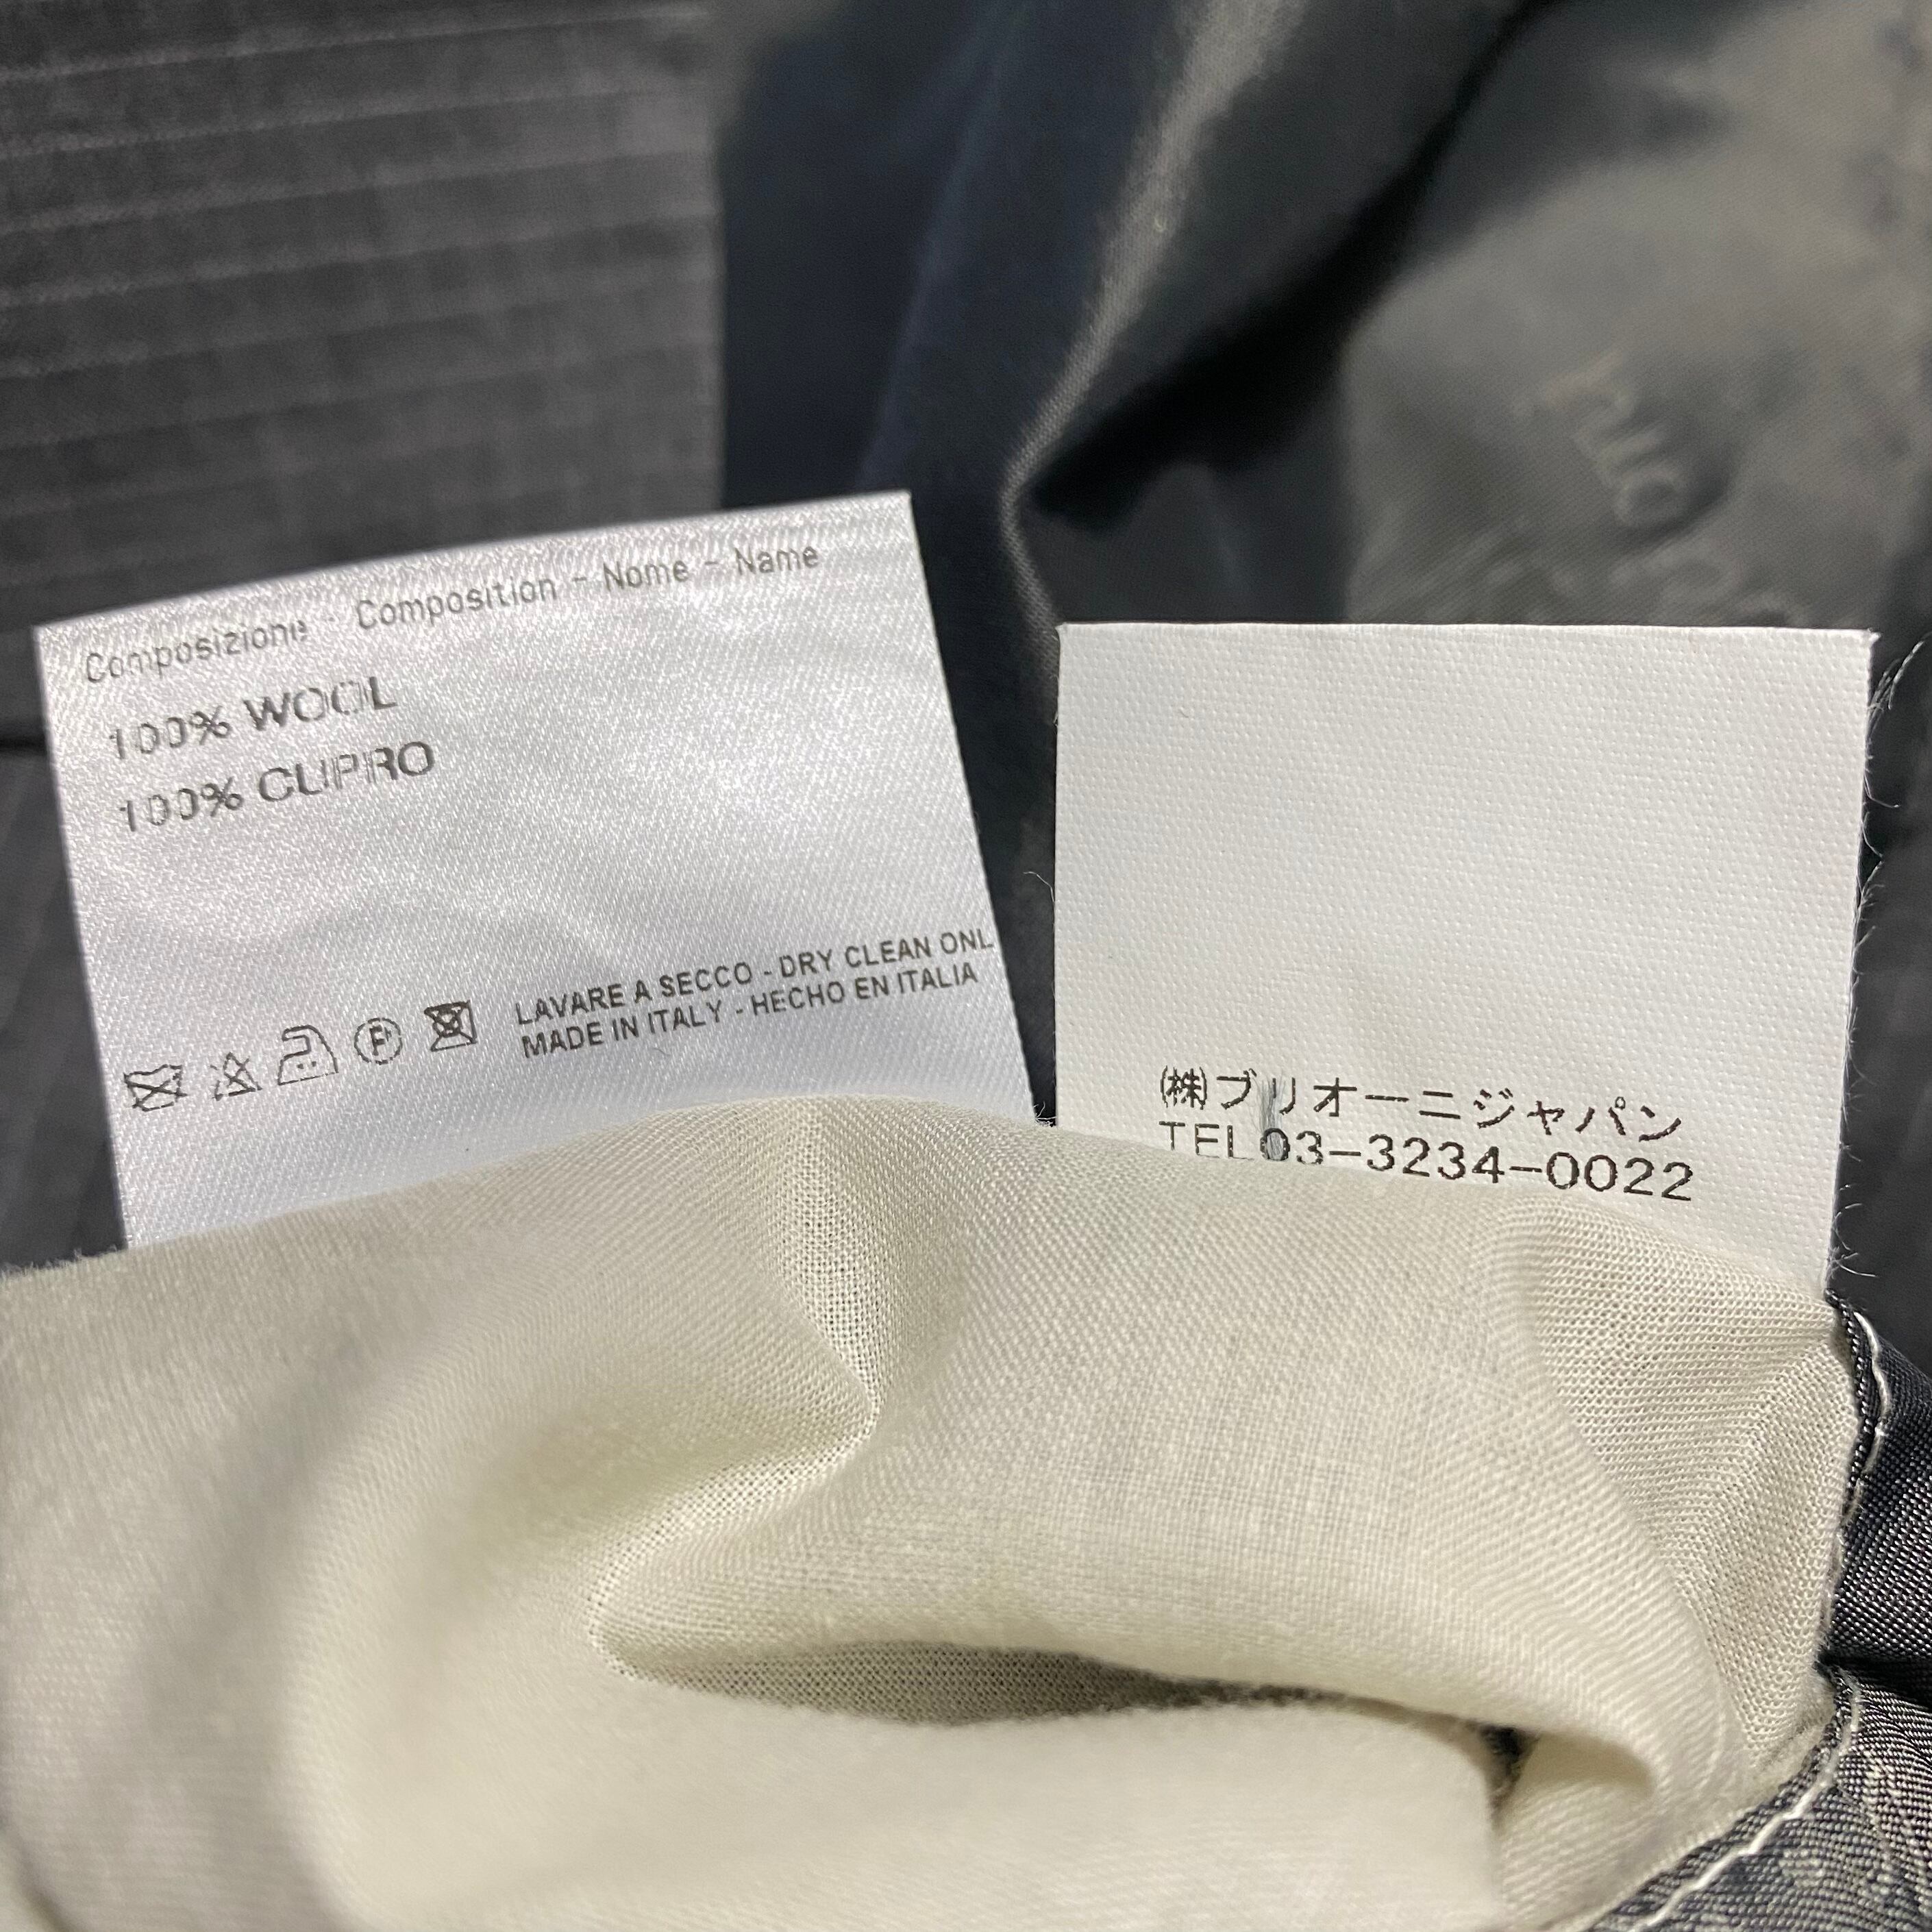 Composizione - Composition - Nome - Name
100% WOOL
100% CUPRO
LAVARE A SECCO - DRY CLEAN ONL
MADE IN ITALY - HECHO EN ITALIA
F
㈱ブリオーニジャパン
TEL03-3234-0022